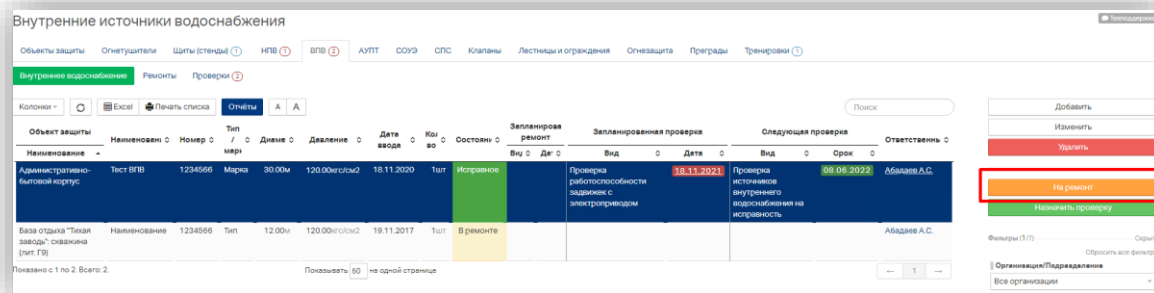 Внутренние источники водоснабжения
Техподдержка
Объекты защиты Огнетушители Щиты (стенды) 1 НПВ 1 ВПВ 2 АУПТ СОУЭ СПС Клапаны Лестницы и ограждения Огнезащита Преграды Тренировки 1
Внутреннее водоснабжение Ремонты Проверки 2
Колонки Excel Печать списка Отчёты A A Поиск
Объект защиты Наименовани Номер Тип / марк Диаме Давление Дата ввода Кол во Состояни Запланирова ремонт Запланированная проверка Следующая проверка Ответственнь
Наименование Виц Дат Вид Дата Вид Срок
Административно-бытовой корпус Тест ВПВ 1234566 Марка 30.00м 120.00кгс/см2 18.11.2020 1шт Исправное Проверка работоспособности задвижек с электроприводом 18.11.2021 Проверка источников внутреннего водоснабжения на исправность 08.06.2022 Абадаев А.С.
База отдыха "Тихая заводь": скважина (лит. Г9) Наименование 1234566 Тип 12.00м 120.00кгс/см2 19.11.2017 1шт В ремонте Абадаев А.С.
Показано с 1 по 2. Всего: 2. Показывать 50 на одной странице ← 1 →
Добавить
Изменить
Удалить
На ремонт
Назначить проверку
Фильтры (1/7) Скрыт
Сбросить все фильтр
Организация/Подразделение
Все организации